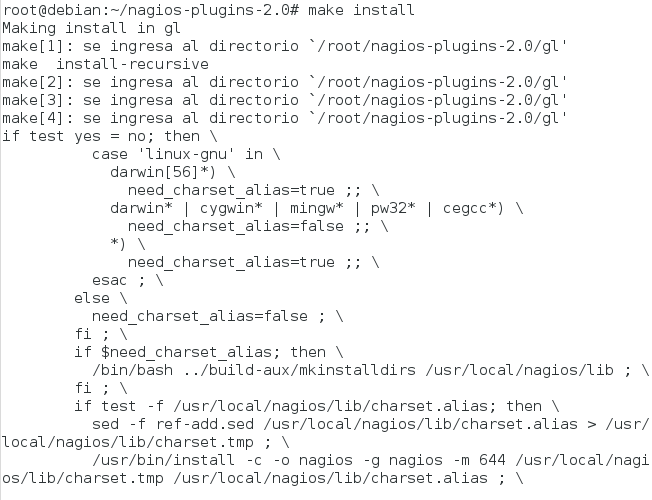 root@debian:~/nagios-plugins-2.0# make install
Making install in gl
make[1]: se ingresa al directorio `/root/nagios-plugins-2.0/gl'
make  install-recursive
make[2]: se ingresa al directorio `/root/nagios-plugins-2.0/gl'
make[3]: se ingresa al directorio `/root/nagios-plugins-2.0/gl'
make[4]: se ingresa al directorio `/root/nagios-plugins-2.0/gl'
if test yes = no; then \
          case 'linux-gnu' in \
            darwin[56]*) \
              need_charset_alias=true ;; \
            darwin* | cygwin* | mingw* | pw32* | cegcc*) \
              need_charset_alias=false ;; \
            *) \
              need_charset_alias=true ;; \
          esac ; \
        else \
          need_charset_alias=false ; \
        fi ; \
        if $need_charset_alias; then \
          /bin/bash ../build-aux/mkinstalldirs /usr/local/nagios/lib ; \
        fi ; \
        if test -f /usr/local/nagios/lib/charset.alias; then \
          sed -f ref-add.sed /usr/local/nagios/lib/charset.alias > /usr/
local/nagios/lib/charset.tmp ; \
          /usr/bin/install -c -o nagios -g nagios -m 644 /usr/local/nagi
os/lib/charset.tmp /usr/local/nagios/lib/charset.alias ; \